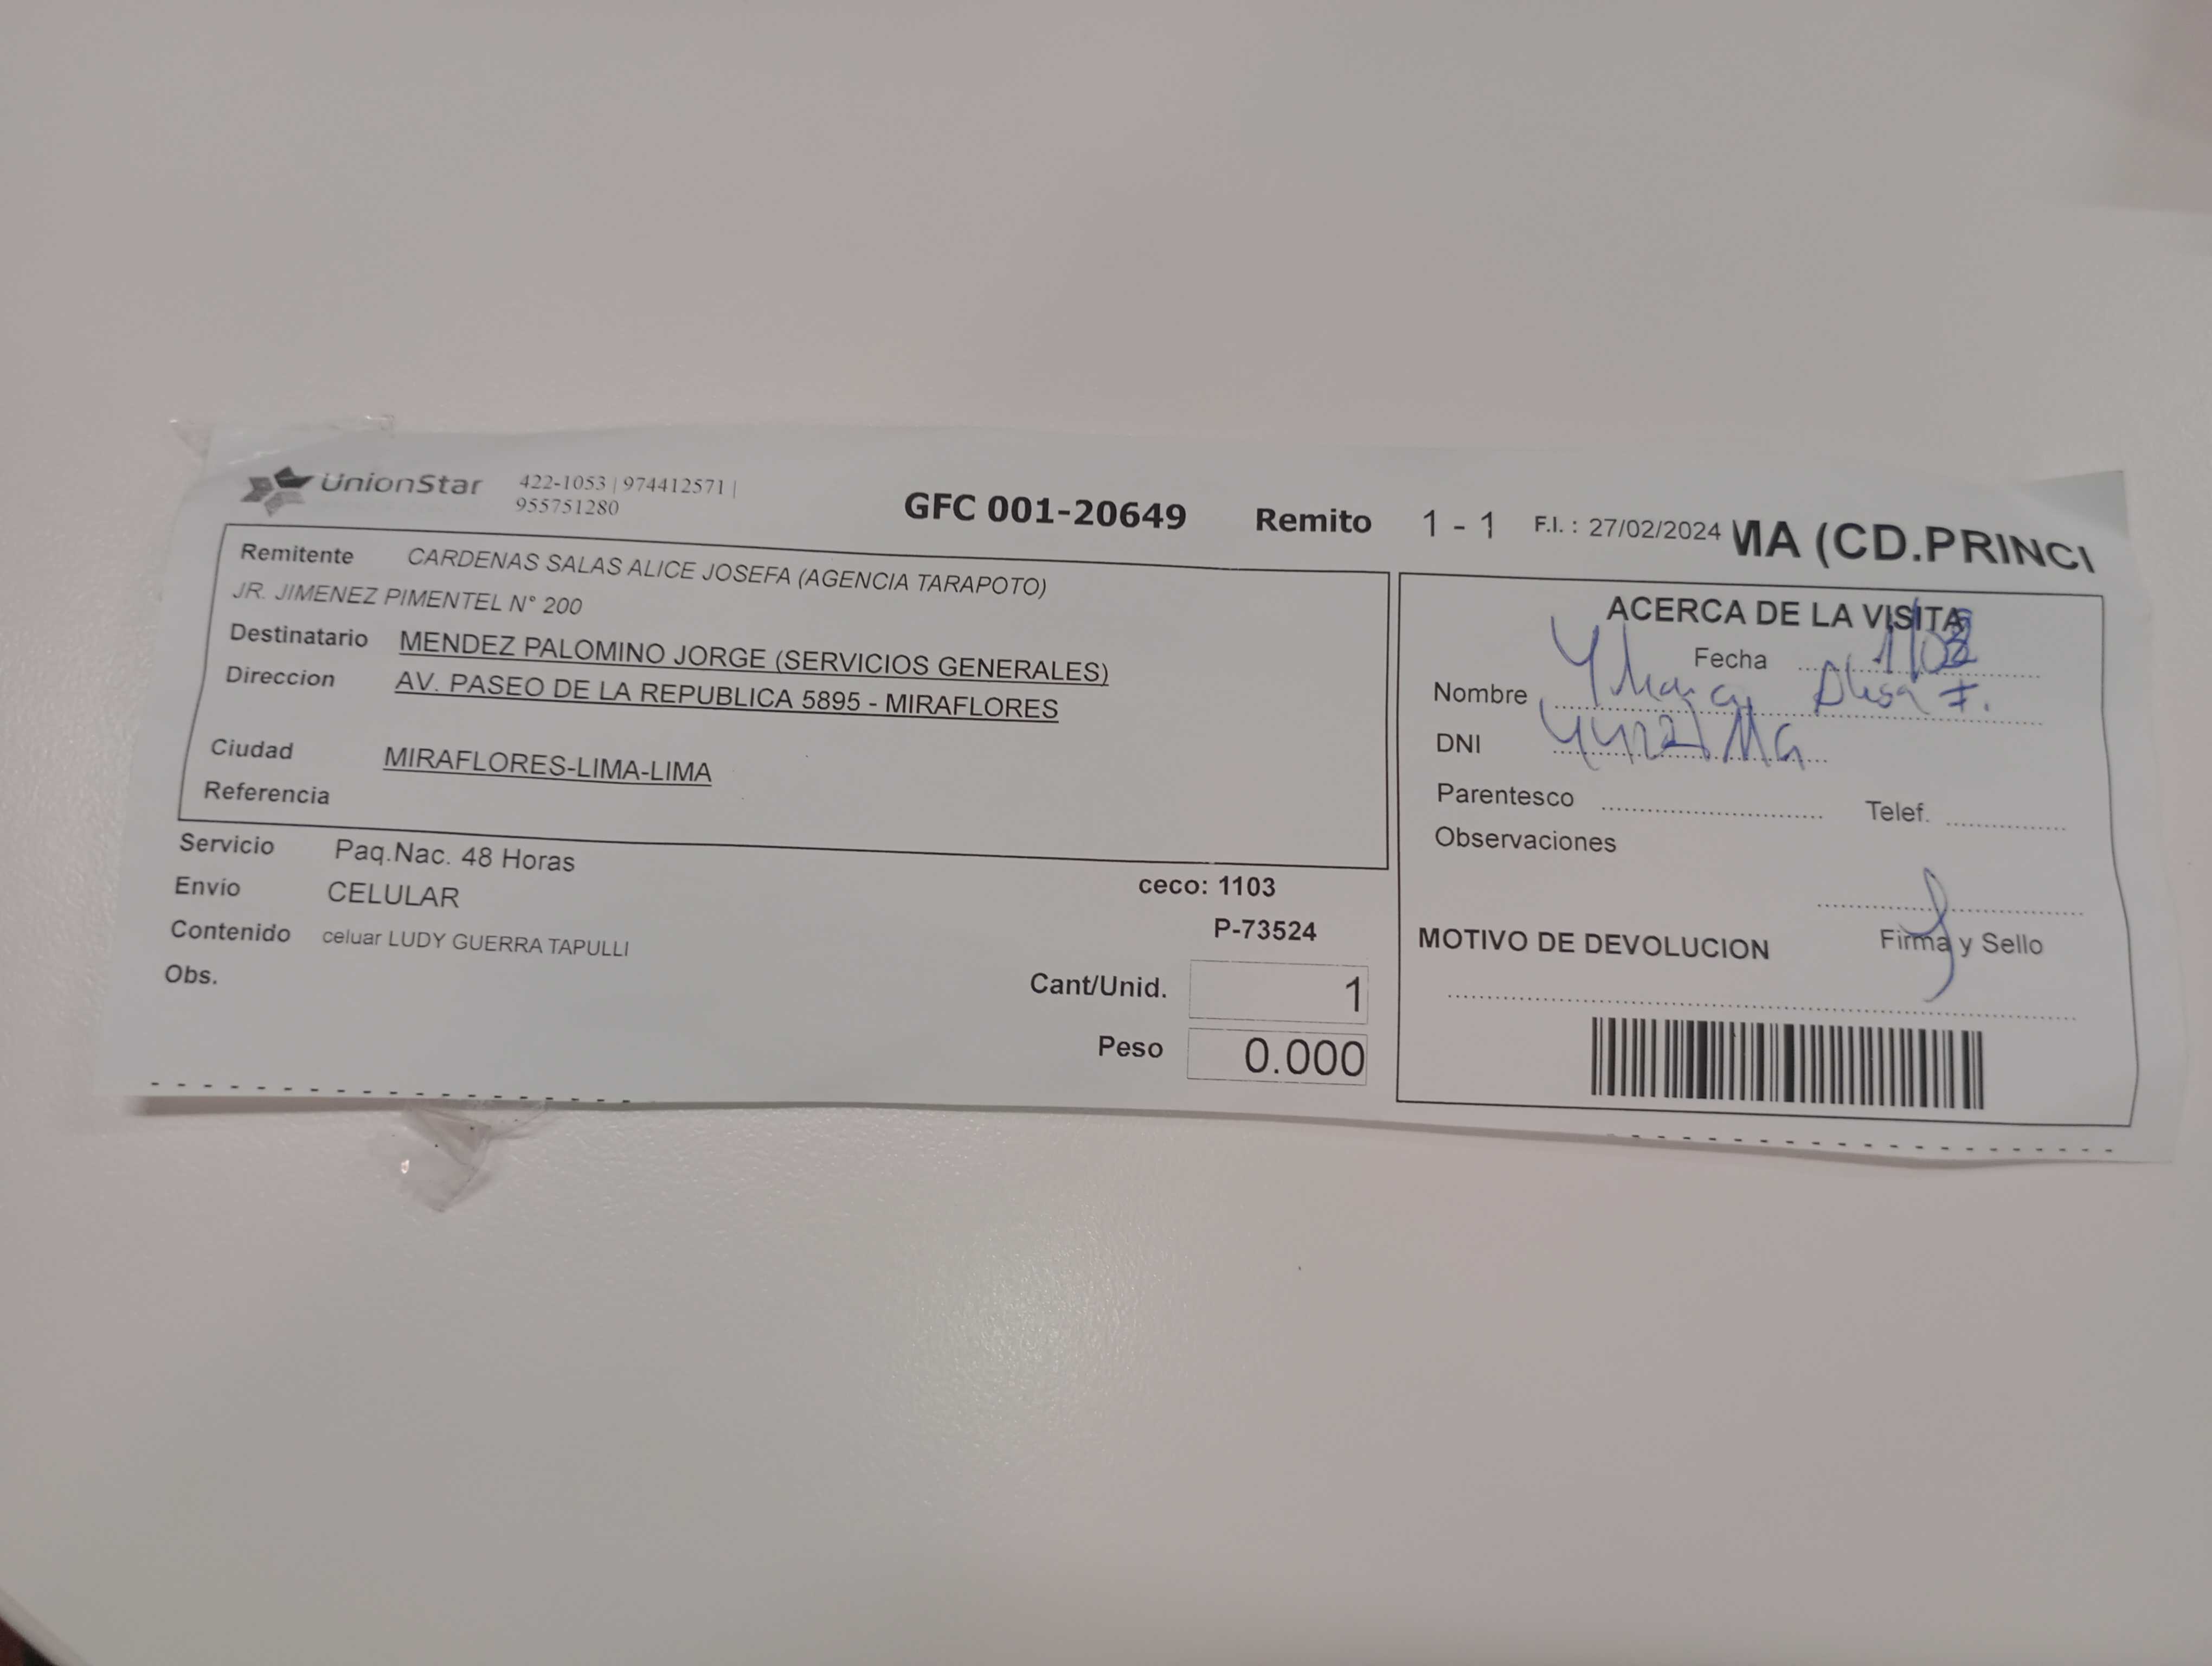 UnionStar 422-1053 | 974412571 |
955751280
GFC 001-20649 Remito 1 - 1 F.I. : 27/02/2024 MA (CD.PRINCI
Remitente CARDENAS SALAS ALICE JOSEFA (AGENCIA TARAPOTO)
JR. JIMENEZ PIMENTEL N° 200
Destinatario MENDEZ PALOMINO JORGE (SERVICIOS GENERALES)
Direccion AV. PASEO DE LA REPUBLICA 5895 - MIRAFLORES
Ciudad MIRAFLORES-LIMA-LIMA
Referencia
Servicio Paq.Nac. 48 Horas
Envio CELULAR
Contenido celuar LUDY GUERRA TAPULLI
Obs.
ceco: 1103
P-73524
Cant/Unid. 1
Peso 0.000
ACERCA DE LA VISITA
Fecha
Nombre
DNI
Parentesco Telef.
Observaciones
Firma y Sello
MOTIVO DE DEVOLUCION